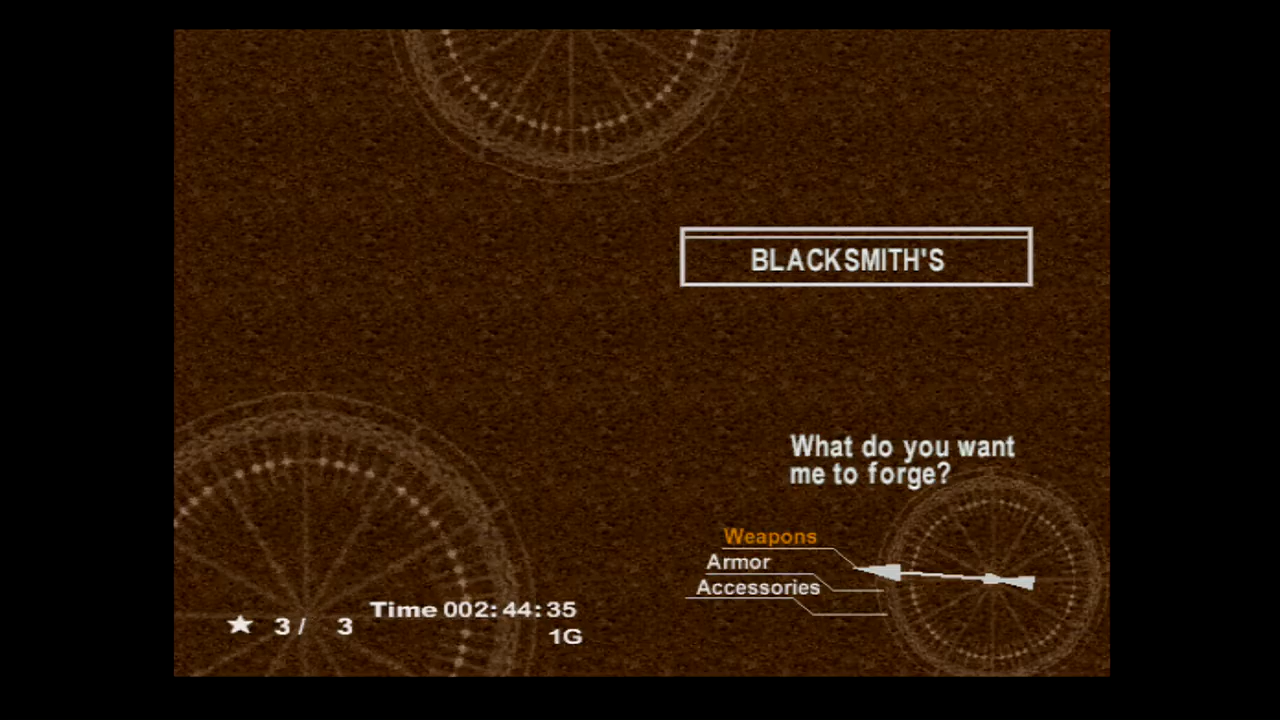 BLACKSMITH'S
What do you want
me to forge?
Weapons
Armor
Accessories
Time 002:44:35
★ 3/ 3
1G